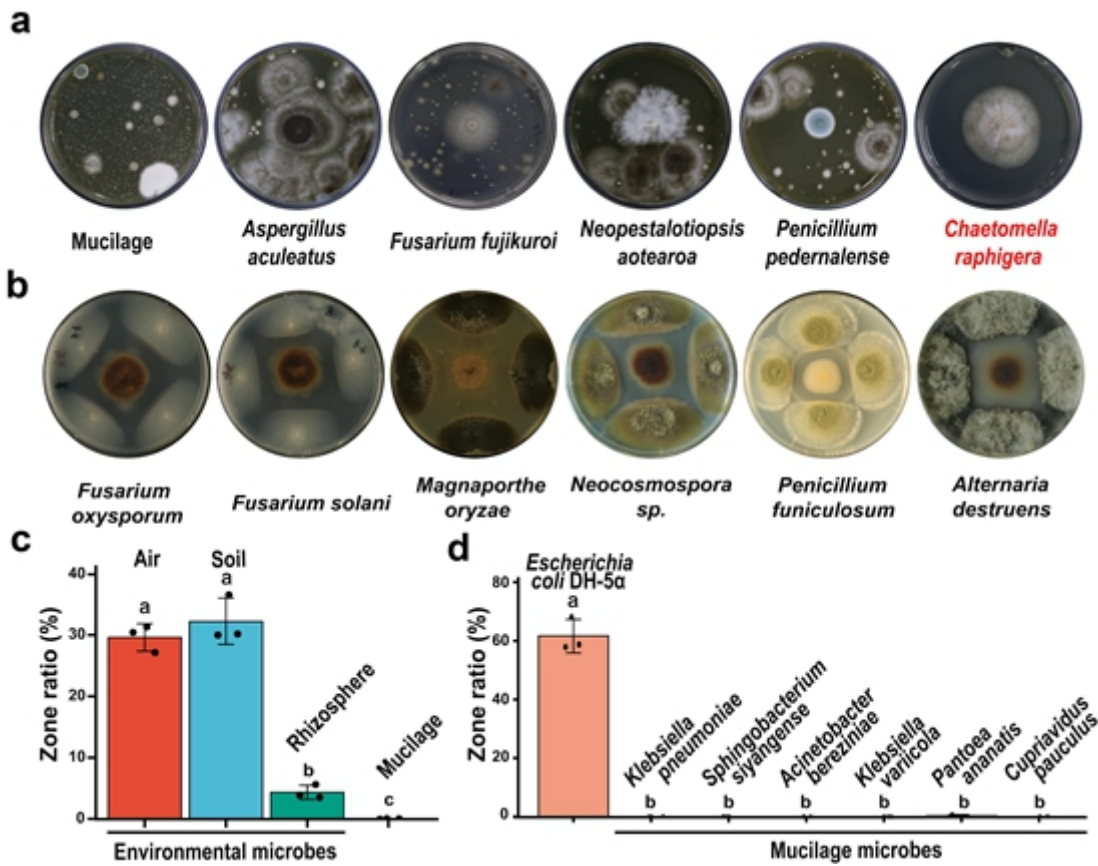 a
Mucilage
Aspergillus
aculeatus
Fusarium fujikuroi
Neopestalotiopsis
aotearoa
Penicillium
pedernalense
Chaetomella
raphigera
b
Fusarium
oxysporum
Fusarium solani
Magnaporthe
oryzae
Neocosmospora
sp.
Penicillium
funiculosum
Alternaria
destruens
c
Zone ratio (%)
40
30
20
10
0
Air
a
Soil
a
Rhizosphere
b
Mucilage
c
Environmental microbes
d
Zone ratio (%)
80
60
40
20
0
Escherichia
coli DH-5α
a
Klebsiella
pneumoniae
b
Sphingobacterium
siyangense
b
Acinetobacter
bereziniae
b
Klebsiella
variicola
b
Pantoea
ananatis
b
Cupriavidus
pauculus
b
Mucilage microbes